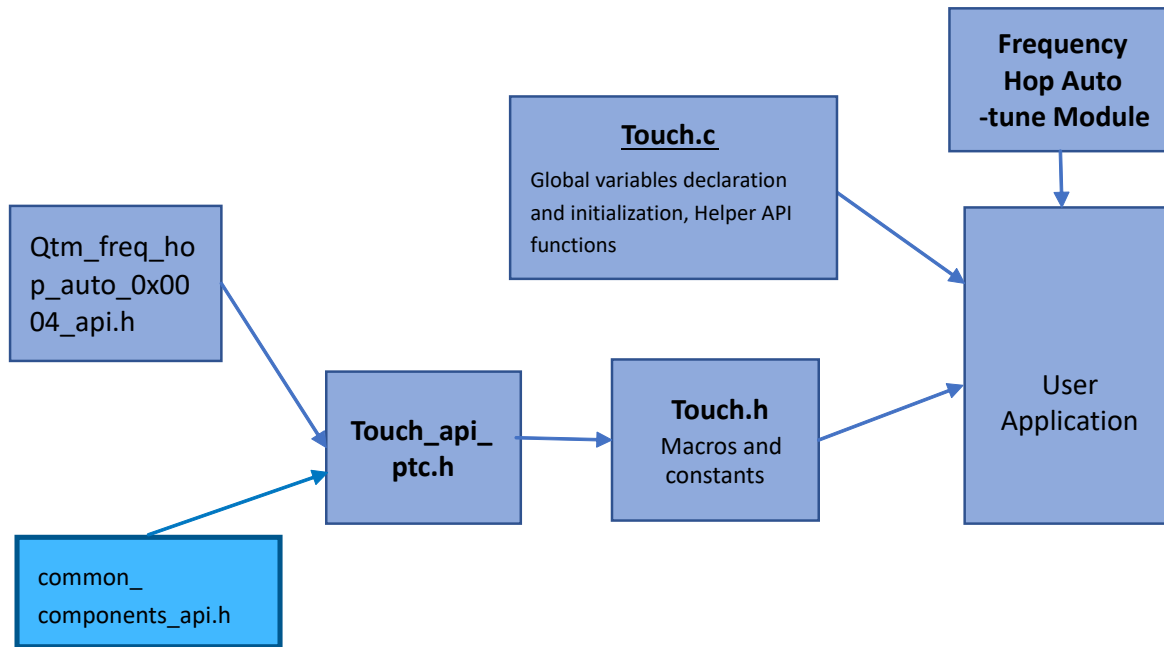 Frequency
Hop Auto
-tune Module
Touch.c
Global variables declaration
and initialization, Helper API
functions
Qtm_freq_ho
p_auto_0x00
04_api.h
Touch_api_
ptc.h
Touch.h
Macros and
constants
User
Application
common_
components_api.h